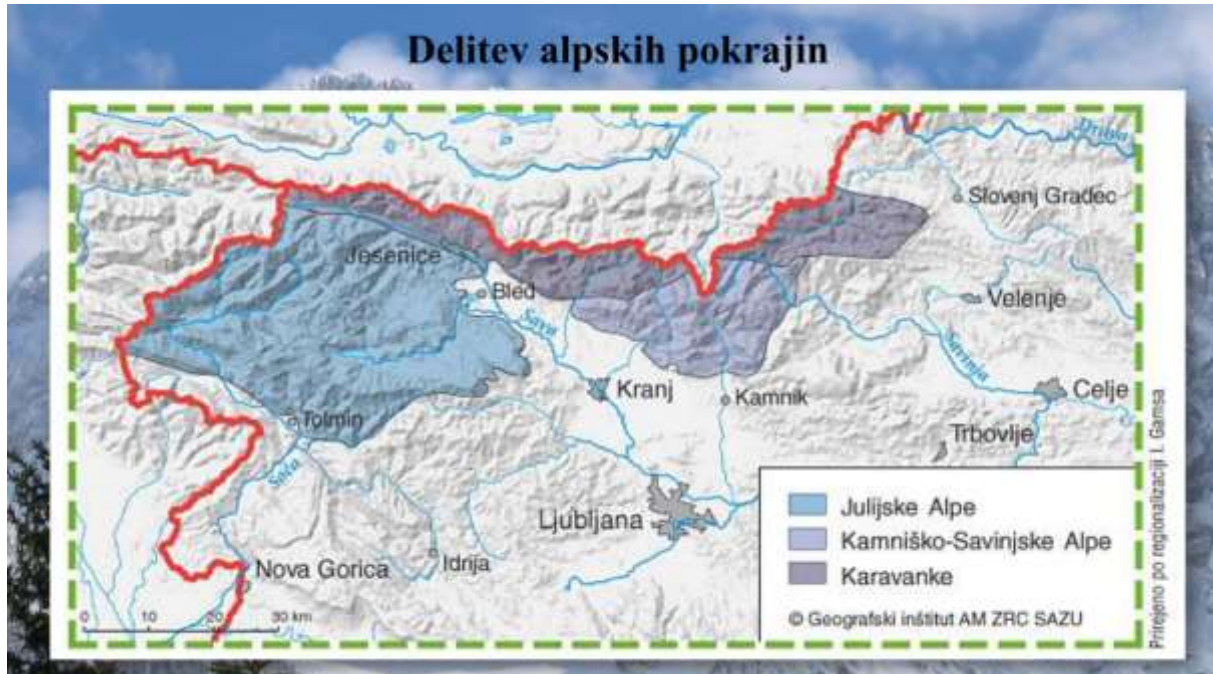 Delitev alpskih pokrajin
Drava
Slovenj Gradec
Jesenice
Bled
Velenje
Sava
Savinja
Kranj
Kamnik
Celje
Tolmin
Trbovlje
Soča
Ljubljana
Idrija
Nova Gorica
0 10 20 30 km
Julijske Alpe
Kamniško-Savinjske Alpe
Karavanke
© Geografski inštitut AM ZRC SAZU
Prirejeno po regionalizaciji I. Gamsa